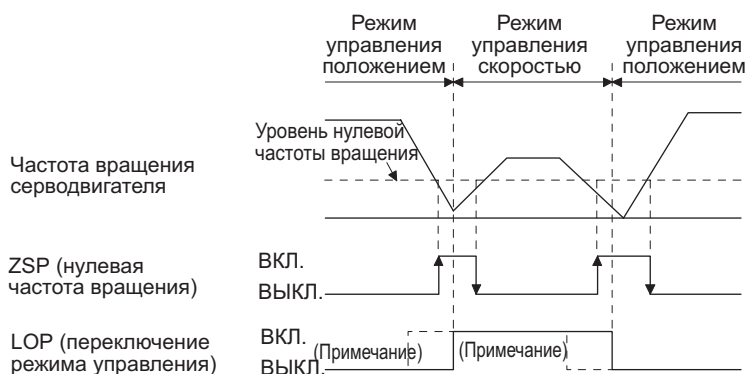 Режим
управления
положением
Режим
управления
скоростью
Режим
управления
положением
Уровень нулевой
частоты вращения
Частота вращения
серводвигателя
ZSP (нулевая
частота вращения)
ВКЛ.
ВЫКЛ.
LOP (переключение
режима управления)
ВКЛ.
ВЫКЛ.
(Примечание)
(Примечание)